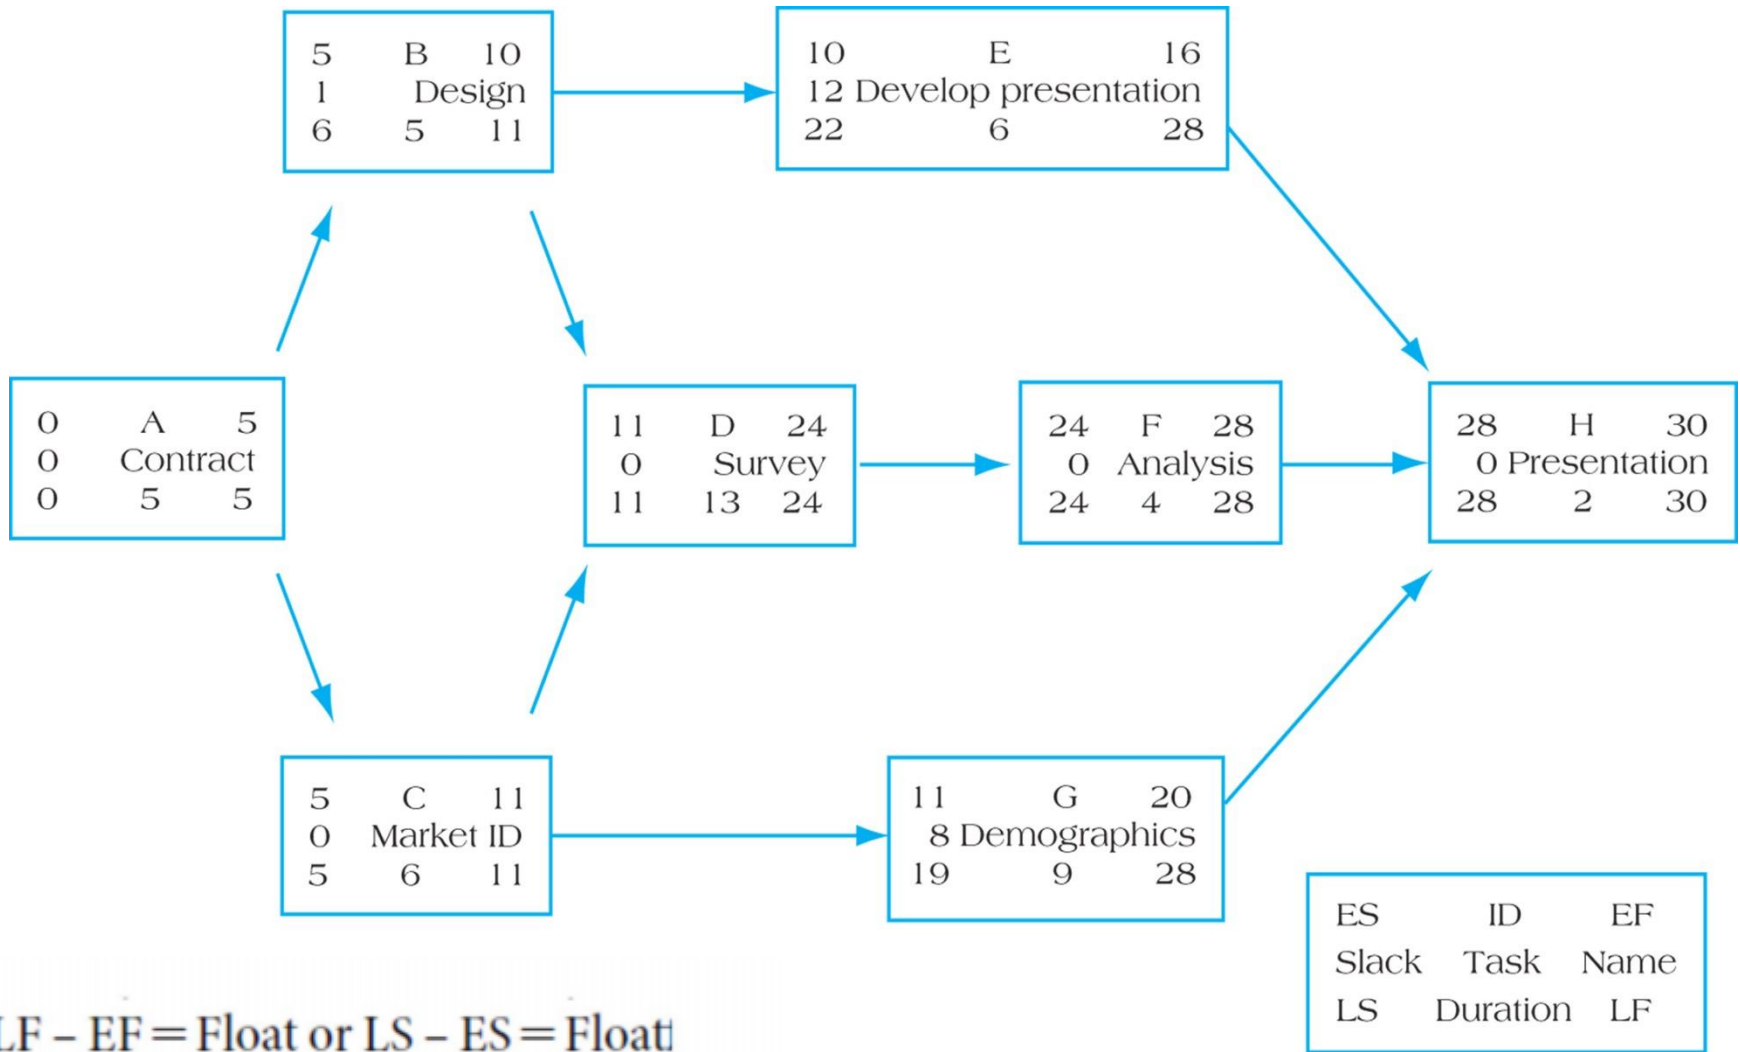 5 B 10
1 Design
6 5 11
10 E 16
12 Develop presentation
22 6 28
0 A 5
0 Contract
0 5 5
11 D 24
0 Survey
11 13 24
24 F 28
0 Analysis
24 4 28
28 H 30
0 Presentation
28 2 30
5 C 11
0 Market ID
5 6 11
11 G 20
8 Demographics
19 9 28
ES ID EF
Slack Task Name
LS Duration LF
LF – EF = Float or LS – ES = Float